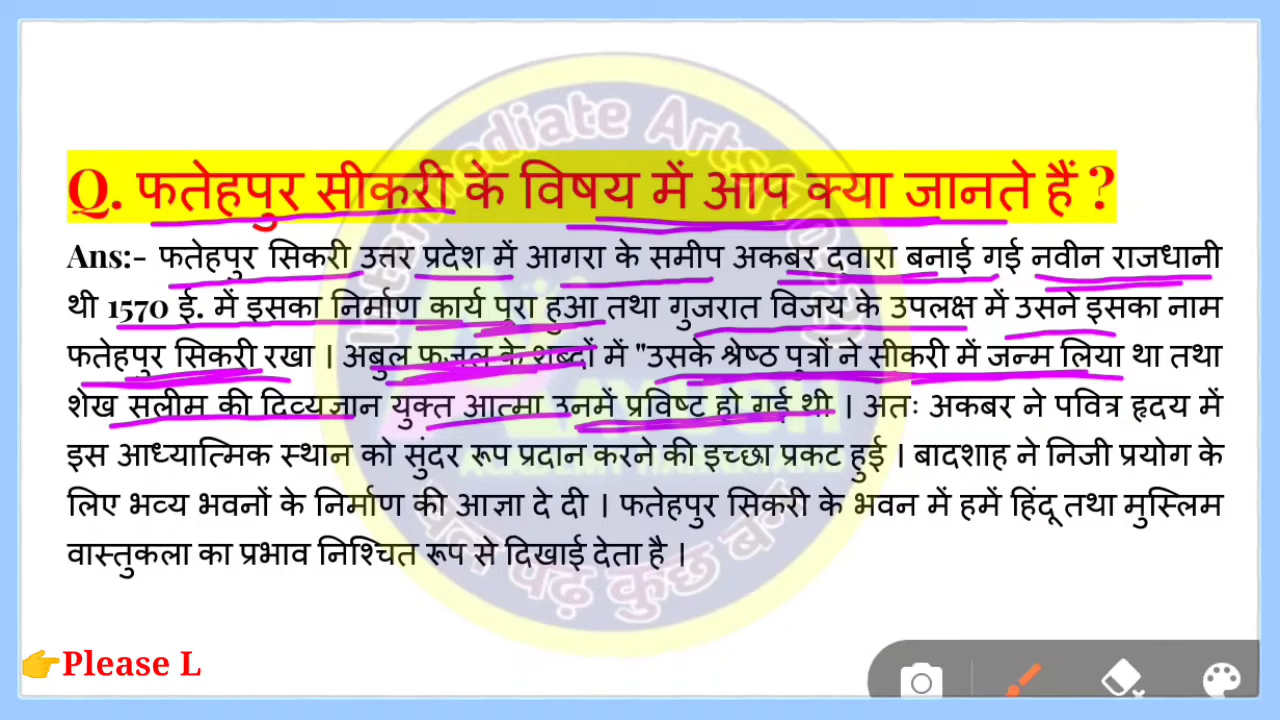 Q. फतेहपुर सीकरी के विषय में आप क्या जानते हैं ?
Ans:- फतेहपुर सिकरी उत्तर प्रदेश में आगरा के समीप अकबर दवारा बनाई गई नवीन राजधानी
थी 1570 ई. में इसका निर्माण कार्य पूरा हुआ तथा गुजरात विजय के उपलक्ष में उसने इसका नाम
फतेहपुर सिकरी रखा । अबुल फजल के शब्दों में "उसके श्रेष्ठ पुत्रों ने सीकरी में जन्म लिया था तथा
शेख सलीम की दिव्यज्ञान युक्त आत्मा उनमें प्रविष्ट हो गई थी । अतः अकबर ने पवित्र हृदय में
इस आध्यात्मिक स्थान को सुंदर रूप प्रदान करने की इच्छा प्रकट हुई । बादशाह ने निजी प्रयोग के
लिए भव्य भवनों के निर्माण की आज्ञा दे दी । फतेहपुर सिकरी के भवन में हमें हिंदू तथा मुस्लिम
वास्तुकला का प्रभाव निश्चित रूप से दिखाई देता है ।
👉Please L